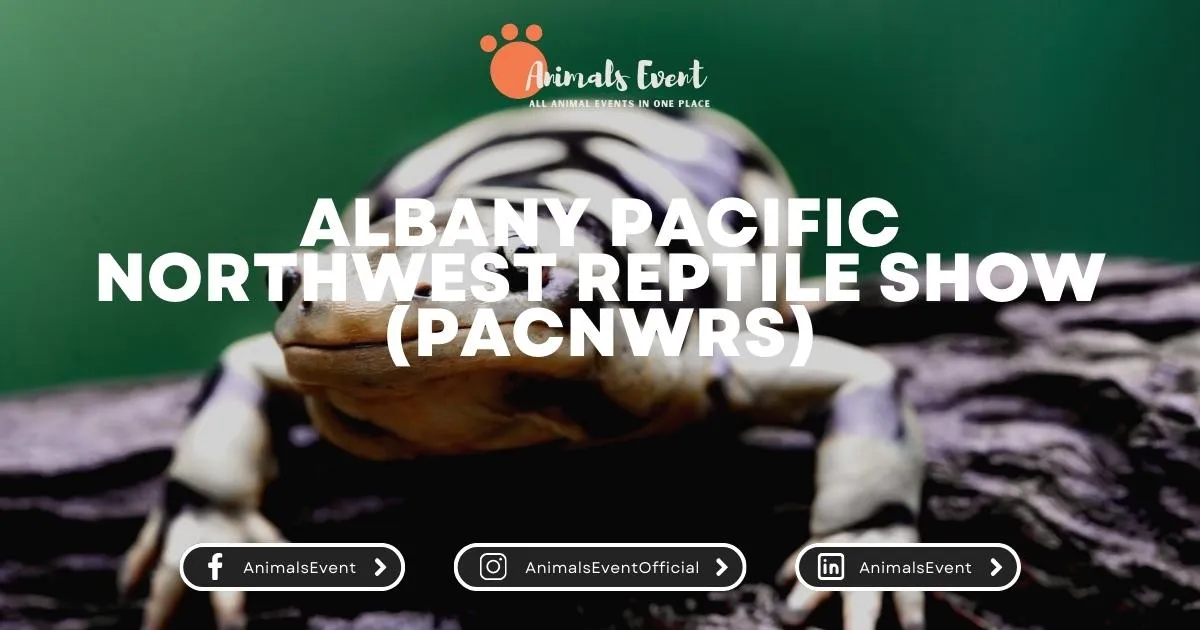 Animals Event
ALL ANIMAL EVENTS IN ONE PLACE
ALBANY PACIFIC
NORTHWEST REPTILE SHOW
(PACNWRS)
AnimalsEvent
AnimalsEventOfficial
AnimalsEvent